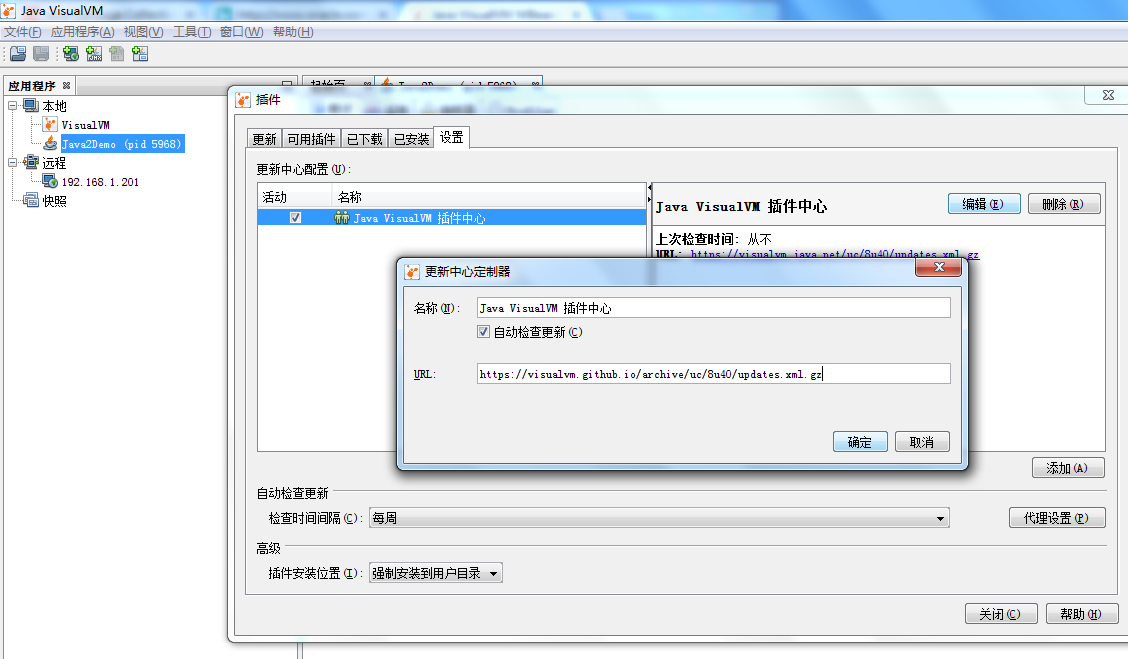 Java VisualVM
文件(F) 应用程序(A) 视图(V) 工具(T) 窗口(W) 帮助(H)
应用程序
起始页 Java2Demo (pid 5968)
本地
VisualVM
Java2Demo (pid 5968)
远程
192.168.1.201
快照
插件
更新 可用插件 已下载 已安装 设置
更新中心配置(U):
活动 名称
Java VisualVM 插件中心
Java VisualVM 插件中心 编辑(E) 删除(R)
上次检查时间: 从不
URL: https://visualvm.java.net/uc/8u40/updates.xml.gz
更新中心定制器
名称(N): Java VisualVM 插件中心
自动检查更新(C)
URL: https://visualvm.github.io/archive/uc/8u40/updates.xml.gz
确定 取消
添加(A)
自动检查更新
检查时间间隔(C): 每周 代理设置(P)
高级
插件安装位置(I): 强制安装到用户目录
关闭(C) 帮助(H)